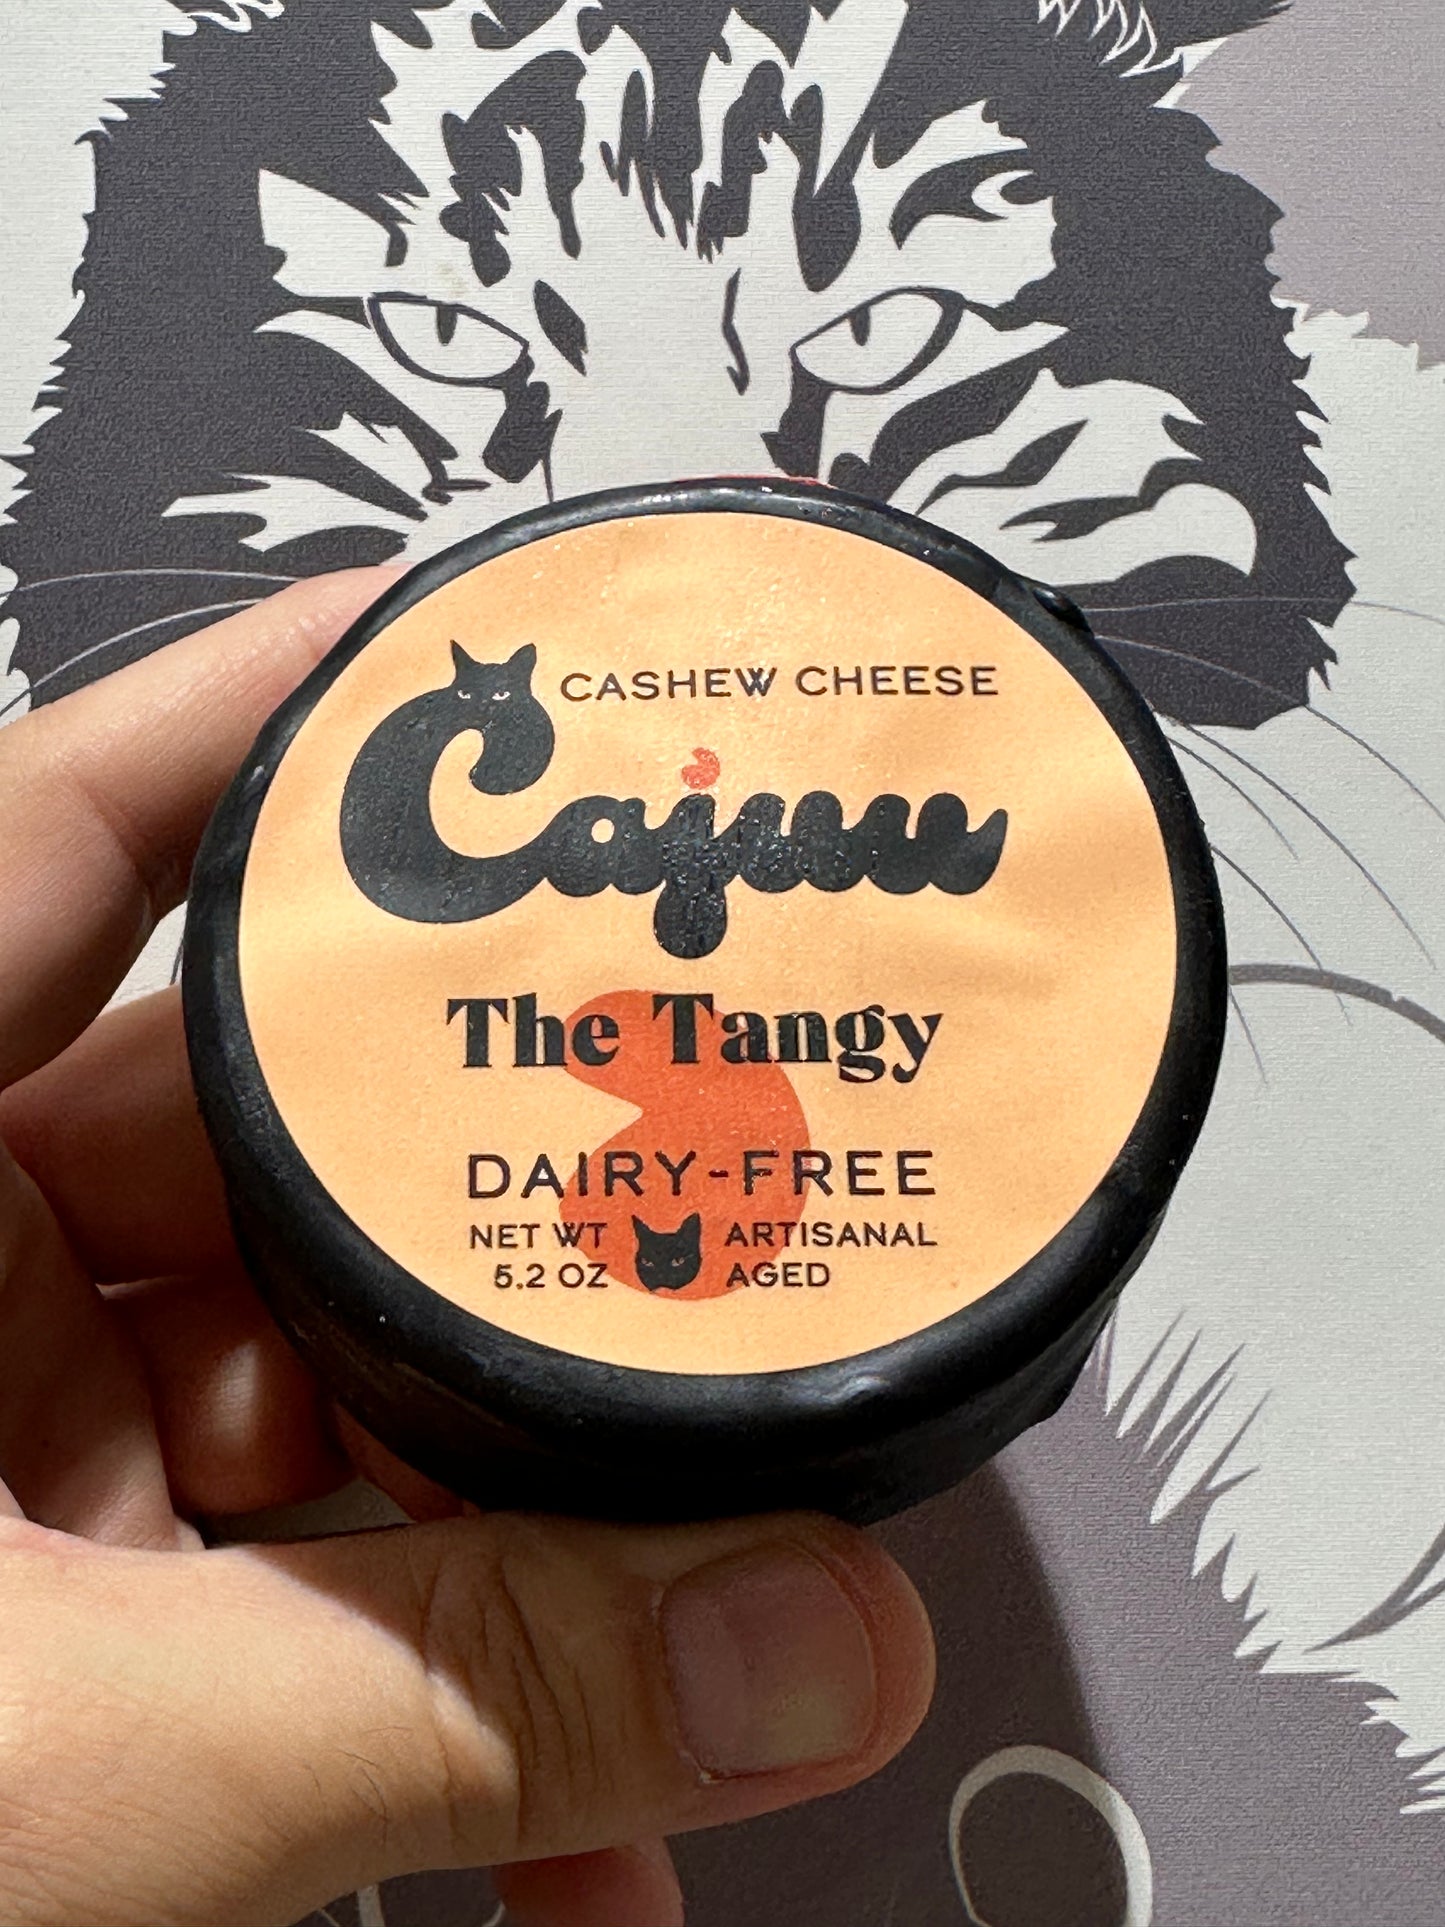 CASHEW CHEESE
Cajuu
The Tangy
DAIRY-FREE
NET WT
5.2 OZ
ARTISANAL
AGED